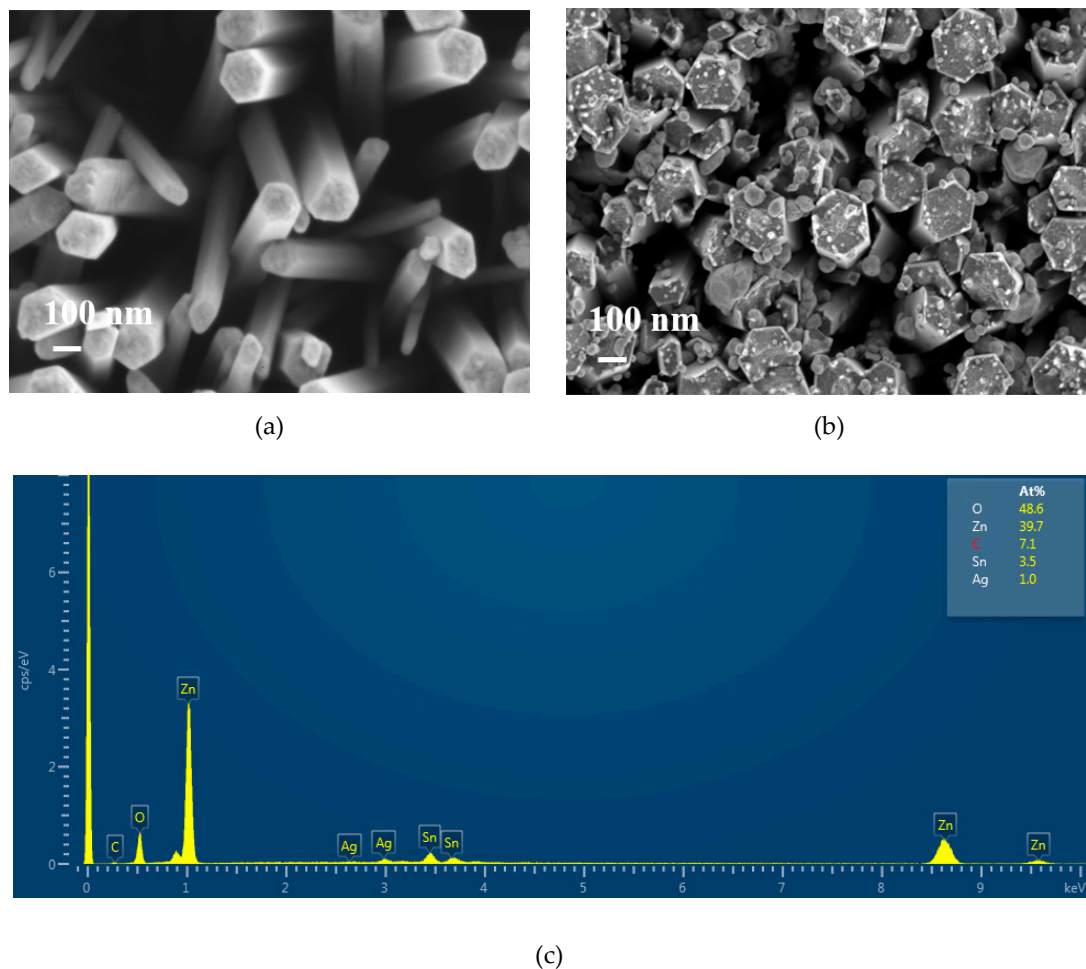 100 nm
100 nm
(a)
(b)
At%
O 48.6
Zn 39.7
C 7.1
Sn 3.5
Ag 1.0
6
4
2
0
cps/eV
C
O
Zn
Ag
Ag
Sn
Sn
Zn
Zn
0 1 2 3 4 5 6 7 8 9 keV
(c)